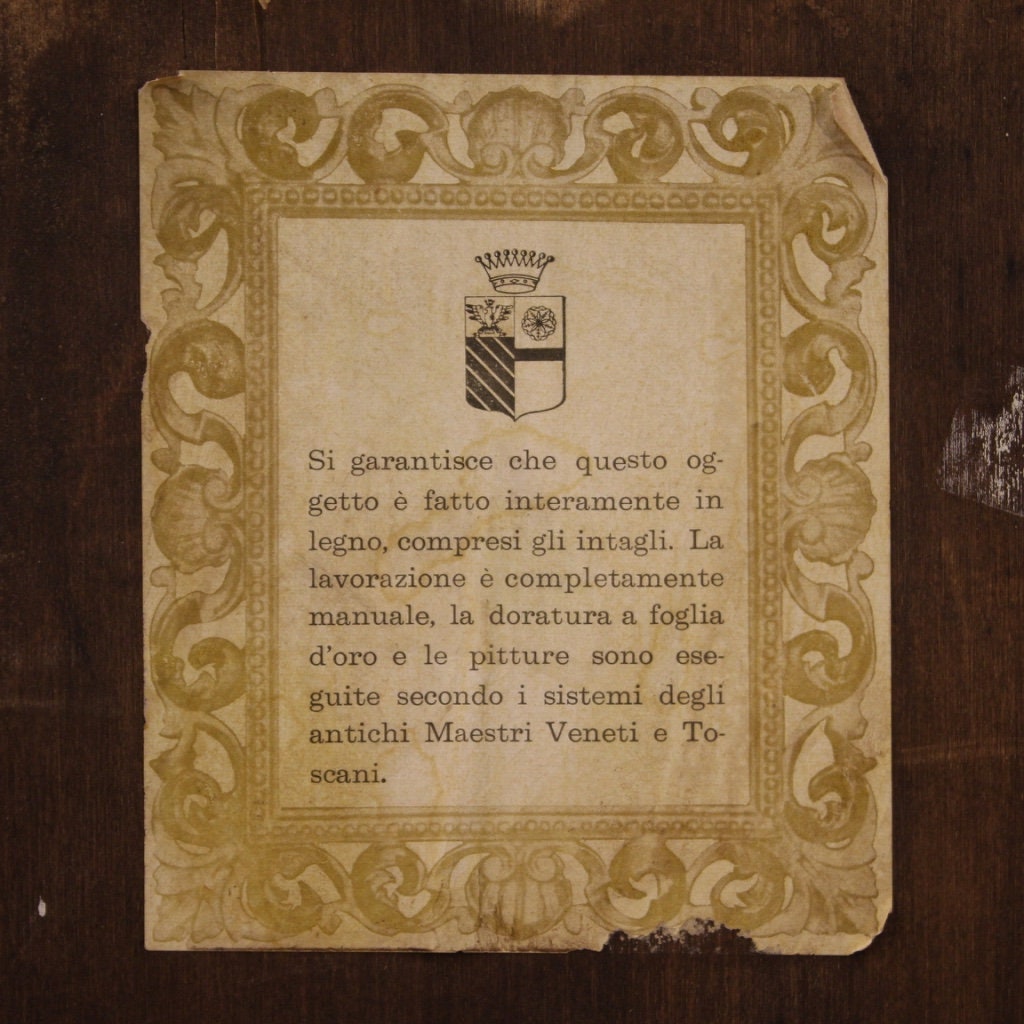 Si garantisce che questo og-
getto è fatto interamente in
legno, compresi gli intagli. La
lavorazione è completamente
manuale, la doratura a foglia
d'oro e le pitture sono ese-
guite secondo i sistemi degli
antichi Maestri Veneti e To-
scani.